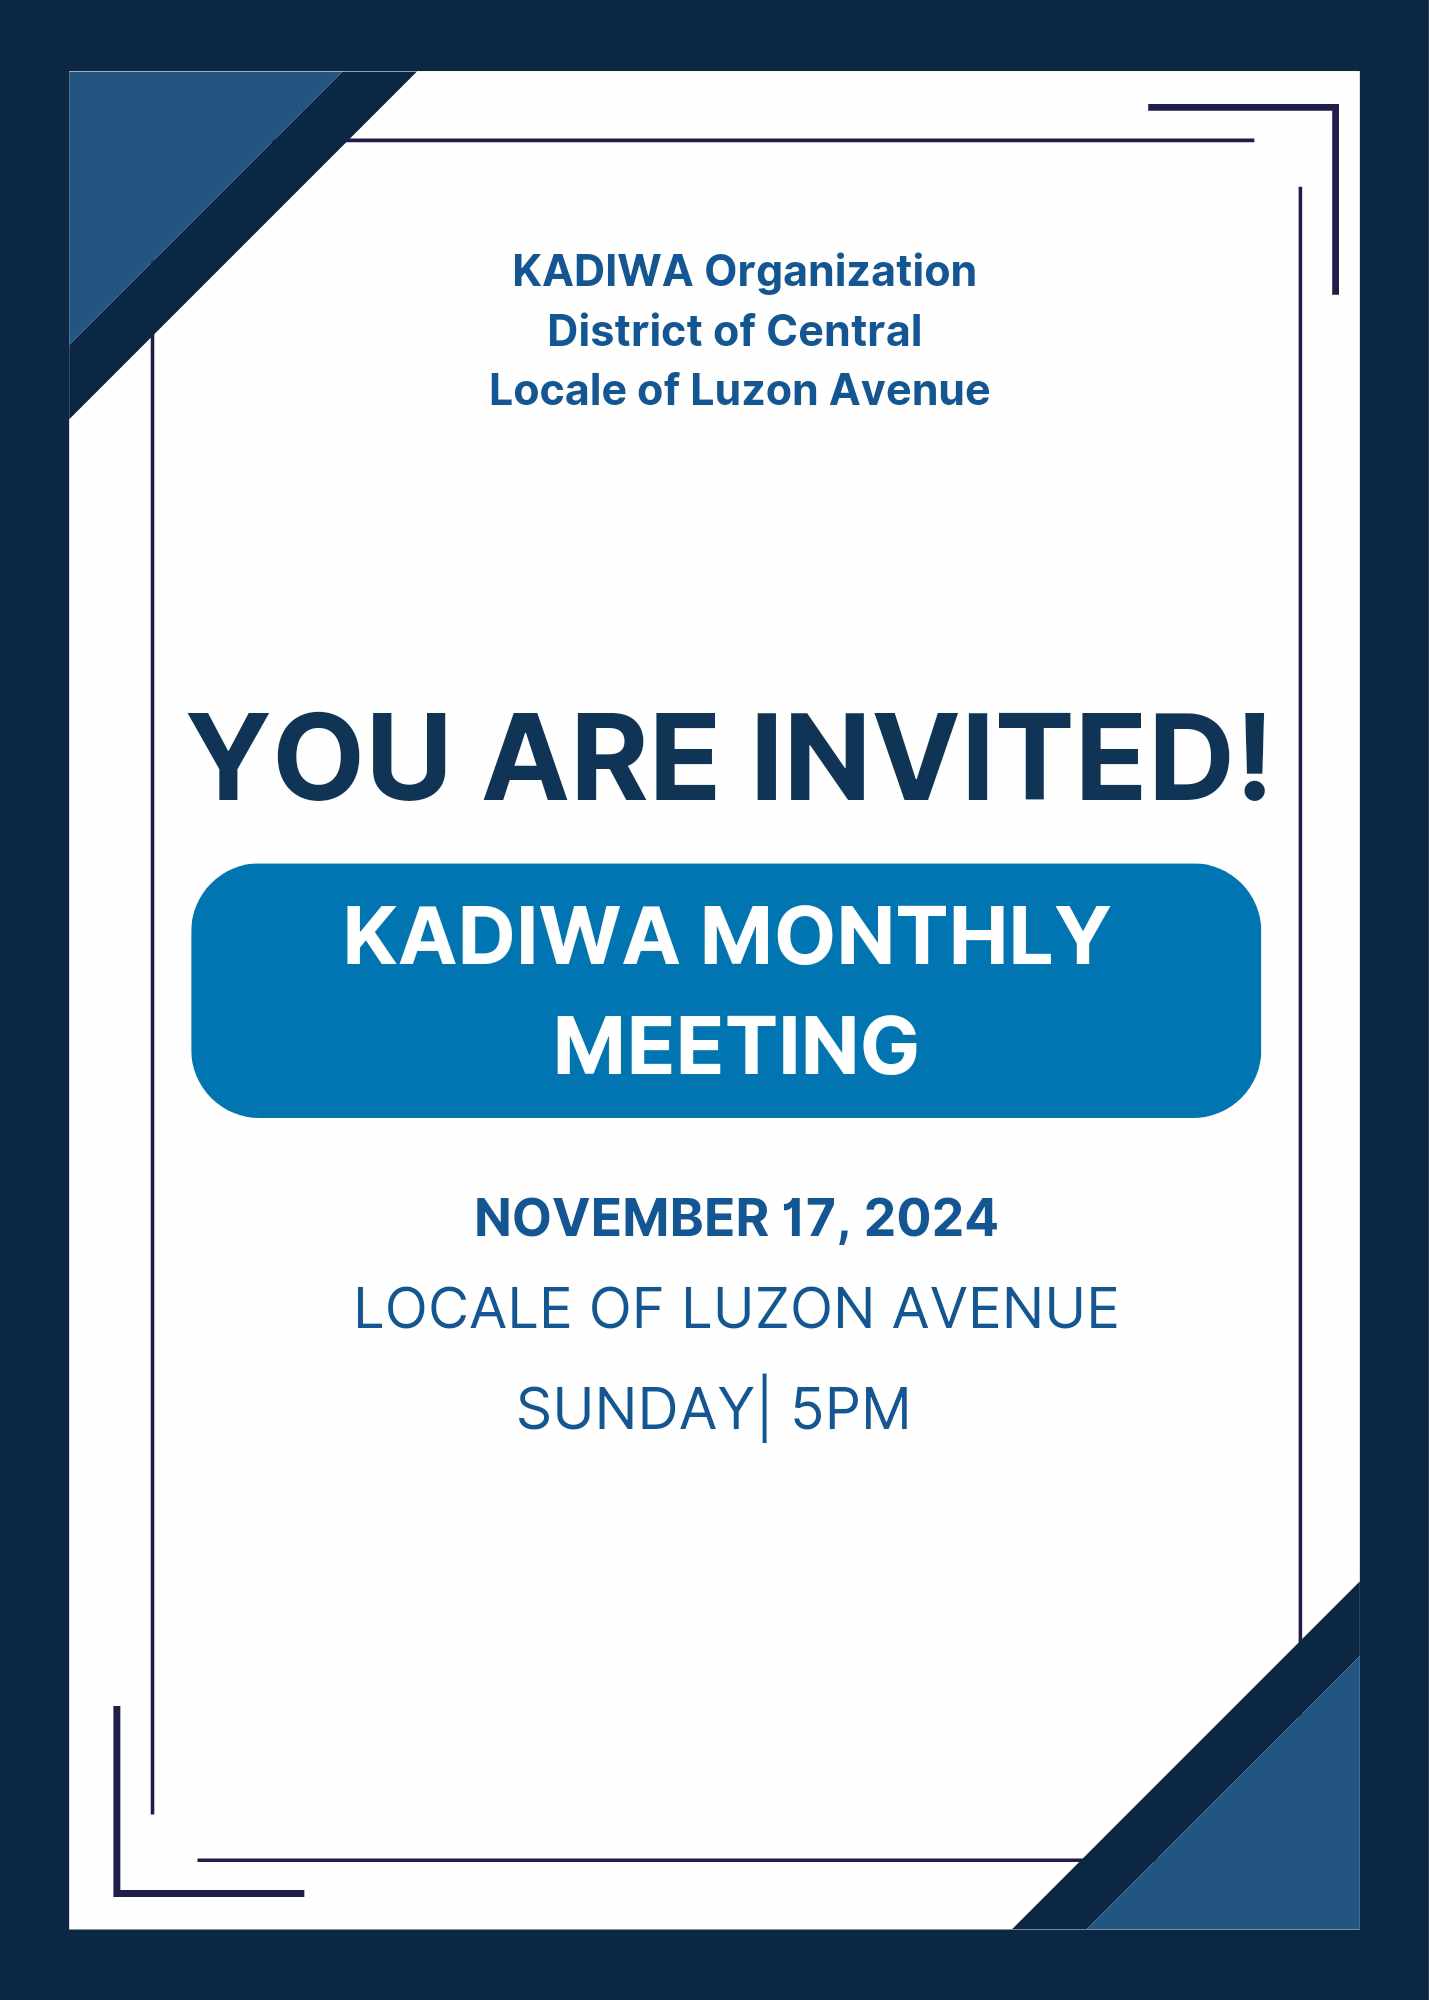 KADIWA Organization
District of Central
Locale of Luzon Avenue
YOU ARE INVITED!
KADIWA MONTHLY
MEETING
NOVEMBER 17, 2024
LOCALE OF LUZON AVENUE
SUNDAY| 5PM